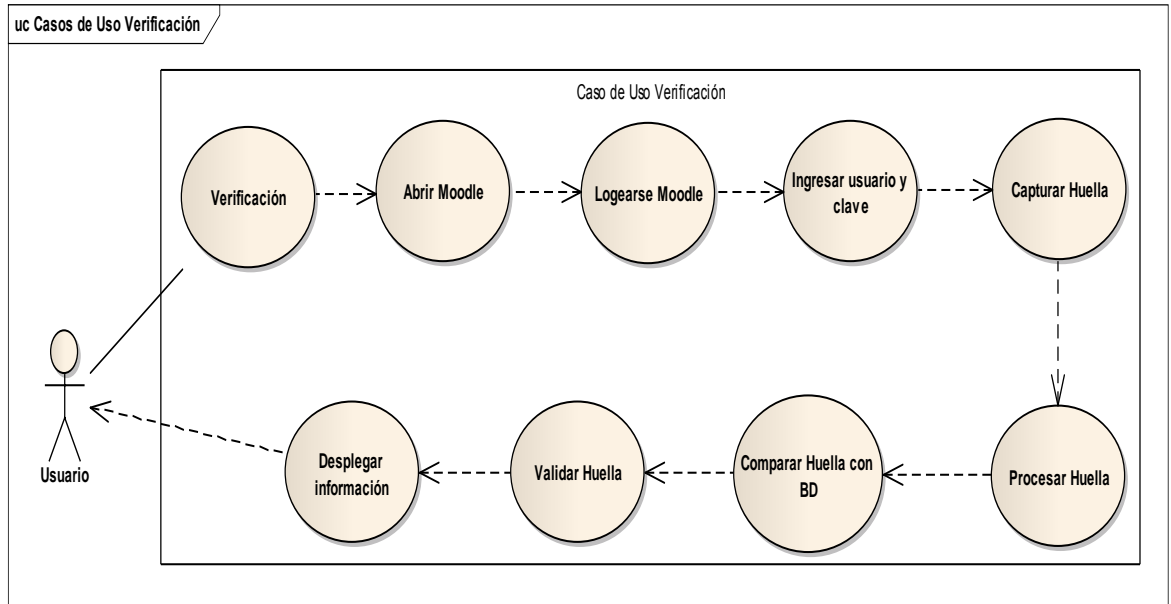 uc Casos de Uso Verificación
Caso de Uso Verificación
Verificación
Abrir Moodle
Logearse Moodle
Ingresar usuario y
clave
Capturar Huella
Usuario
Desplegar
información
Validar Huella
Comparar Huella con
BD
Procesar Huella